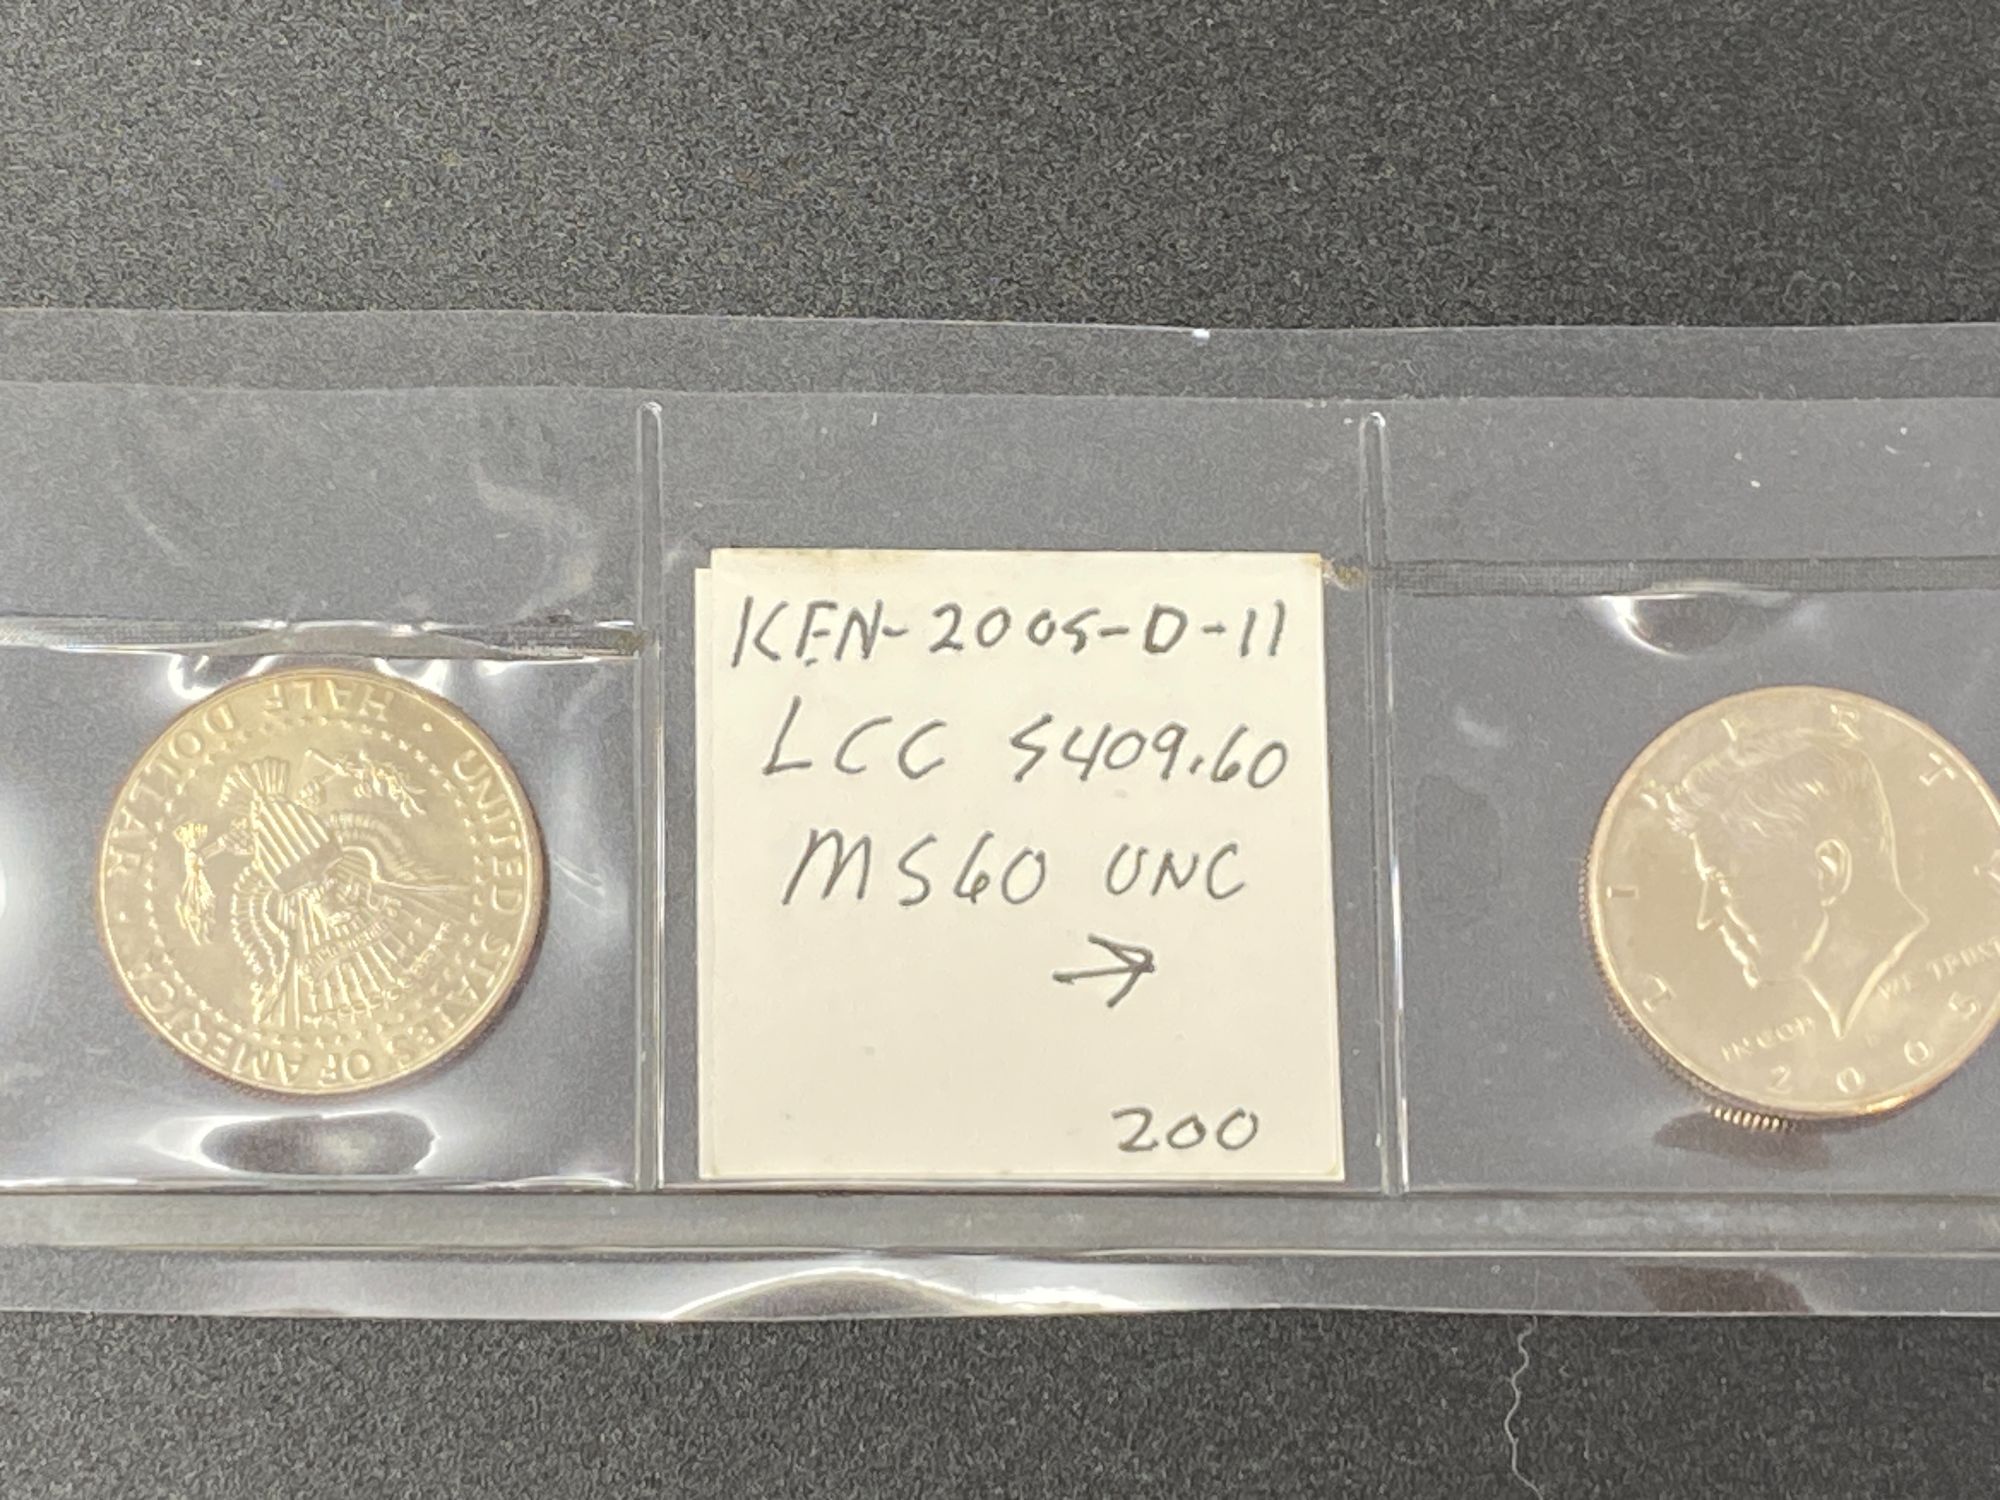 HALF DOLLAR
UNITED STATES OF AMERICA
KEN-2005-D-11
LCC 5409.60
MS60 UNC
→
200
LIBERTY
IN GOD WE TRUST
2005